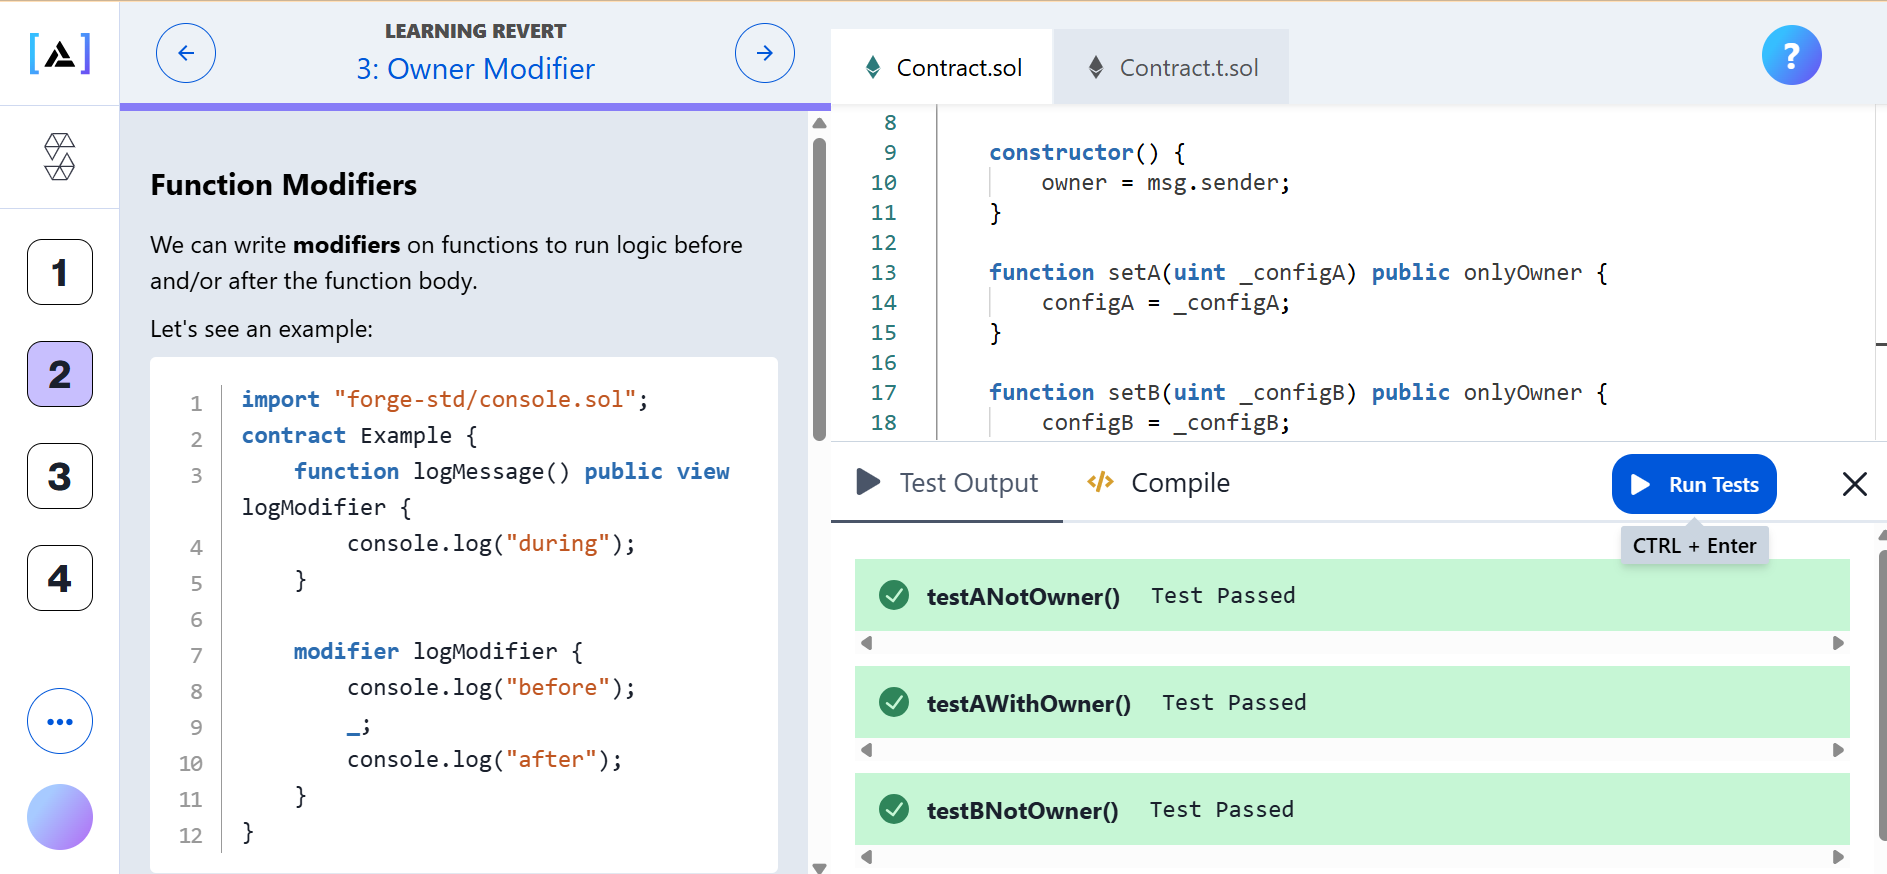 LEARNING REVERT
3: Owner Modifier
1
2
3
4
Function Modifiers
We can write modifiers on functions to run logic before
and/or after the function body.
Let's see an example:
1 import "forge-std/console.sol";
2 contract Example {
3 function logMessage() public view
logModifier {
4 console.log("during");
5 }
6
7 modifier logModifier {
8 console.log("before");
9 _;
10 console.log("after");
11 }
12 }
Contract.sol
Contract.t.sol
?
8
9 constructor() {
10 owner = msg.sender;
11 }
12
13 function setA(uint _configA) public onlyOwner {
14 configA = _configA;
15 }
16
17 function setB(uint _configB) public onlyOwner {
18 configB = _configB;
Test Output
</> Compile
Run Tests
CTRL + Enter
testANotOwner() Test Passed
testAWithOwner() Test Passed
testBNotOwner() Test Passed